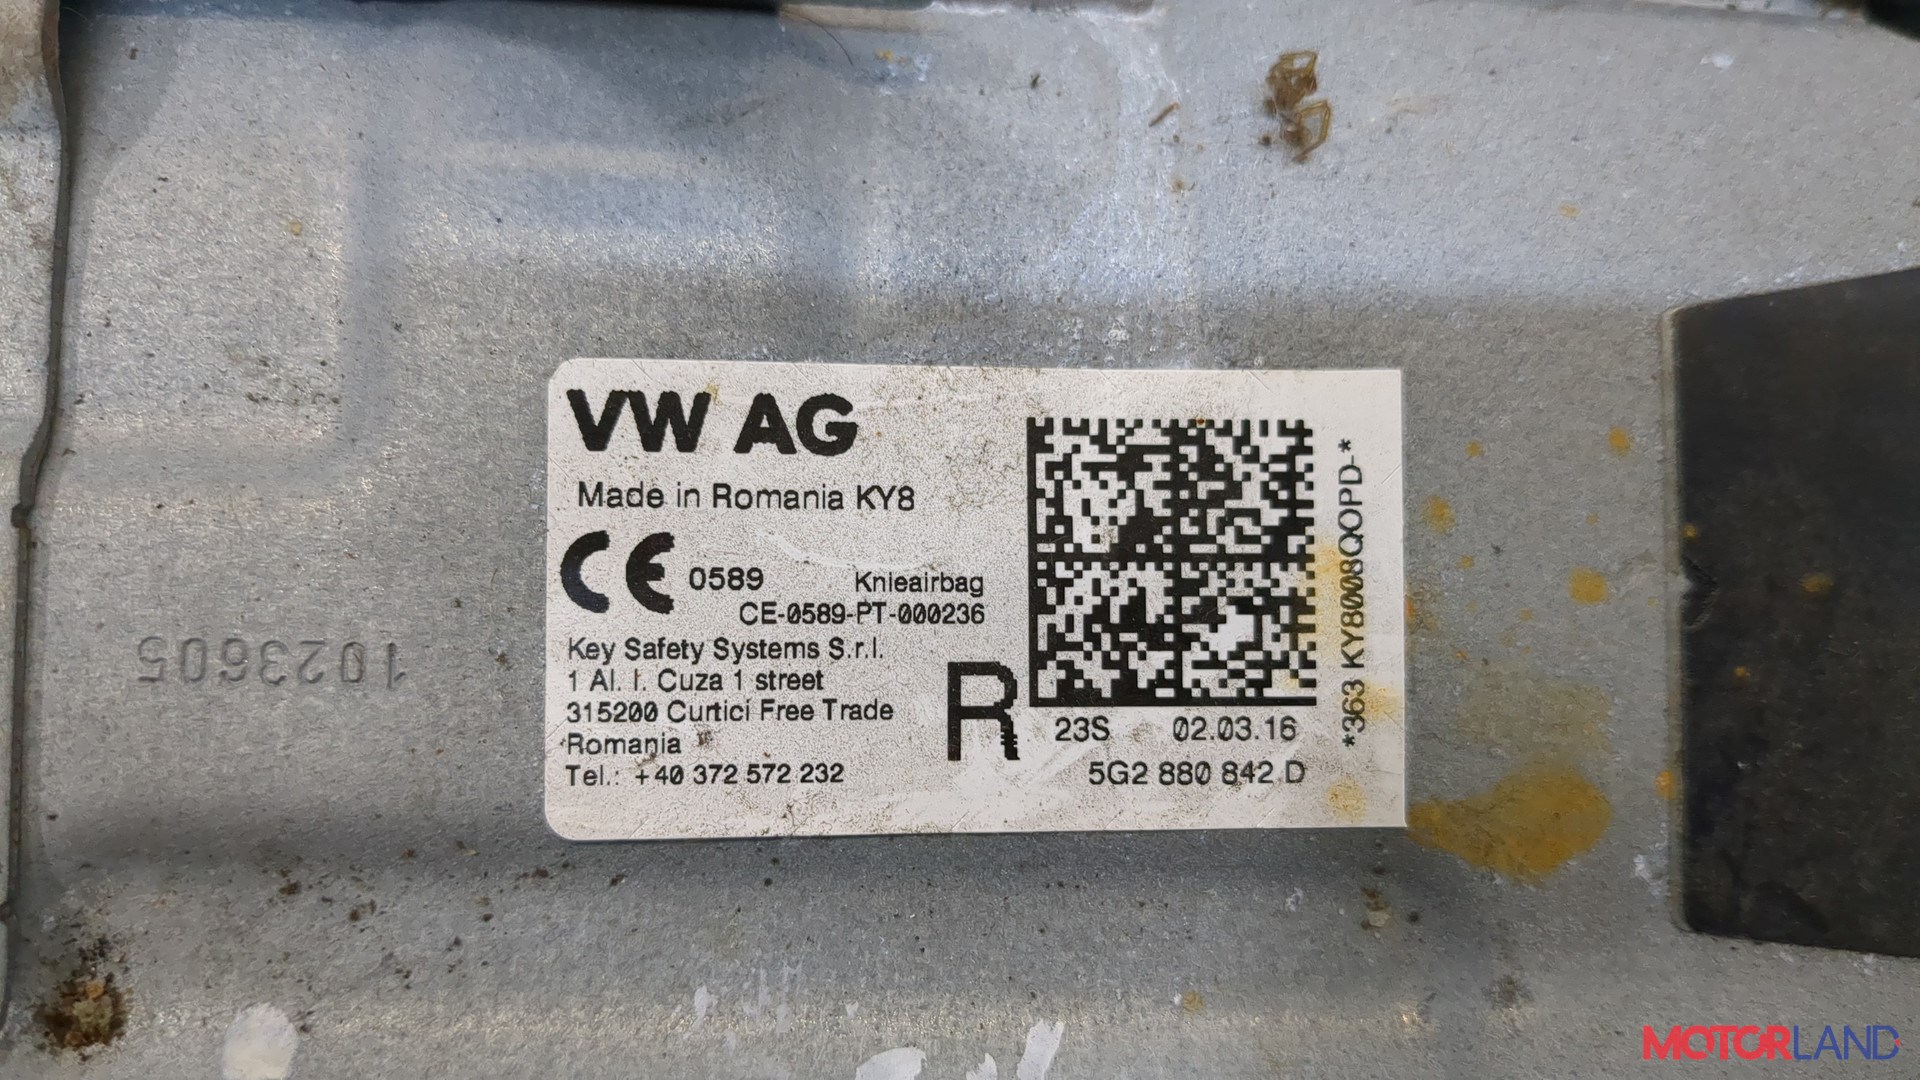 VW AG
Made in Romania KY8
CE 0589
Knieairbag
CE-0589-PT-000236
Key Safety Systems S.r.l.
1 Al. I. Cuza 1 street
315200 Curtici Free Trade
Romania
Tel.: +40 372 572 232
R
23S 02.03.16
5G2 880 842 D
*363 KY80008QOPD-*
1023605
MOTORLAND